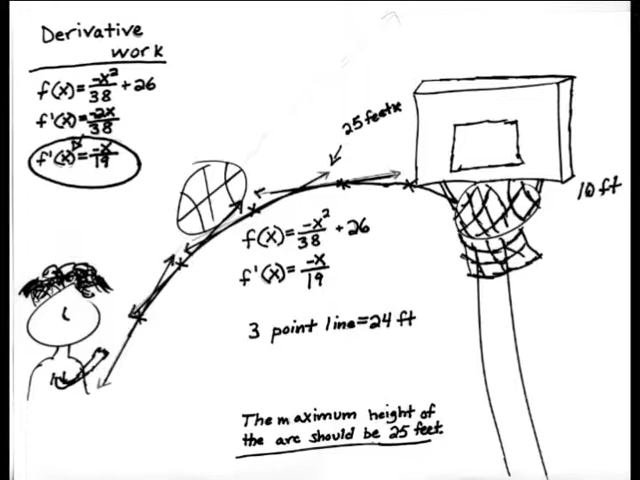 Derivative
work
f(x)=-x²/38+26
f'(x)=-2x/38
f'(x)=-x/19
25 feet
10 ft
f(x)=-x²/38+26
f'(x)=-x/19
3 point line=24 ft
The maximum height of
the arc should be 25 feet.